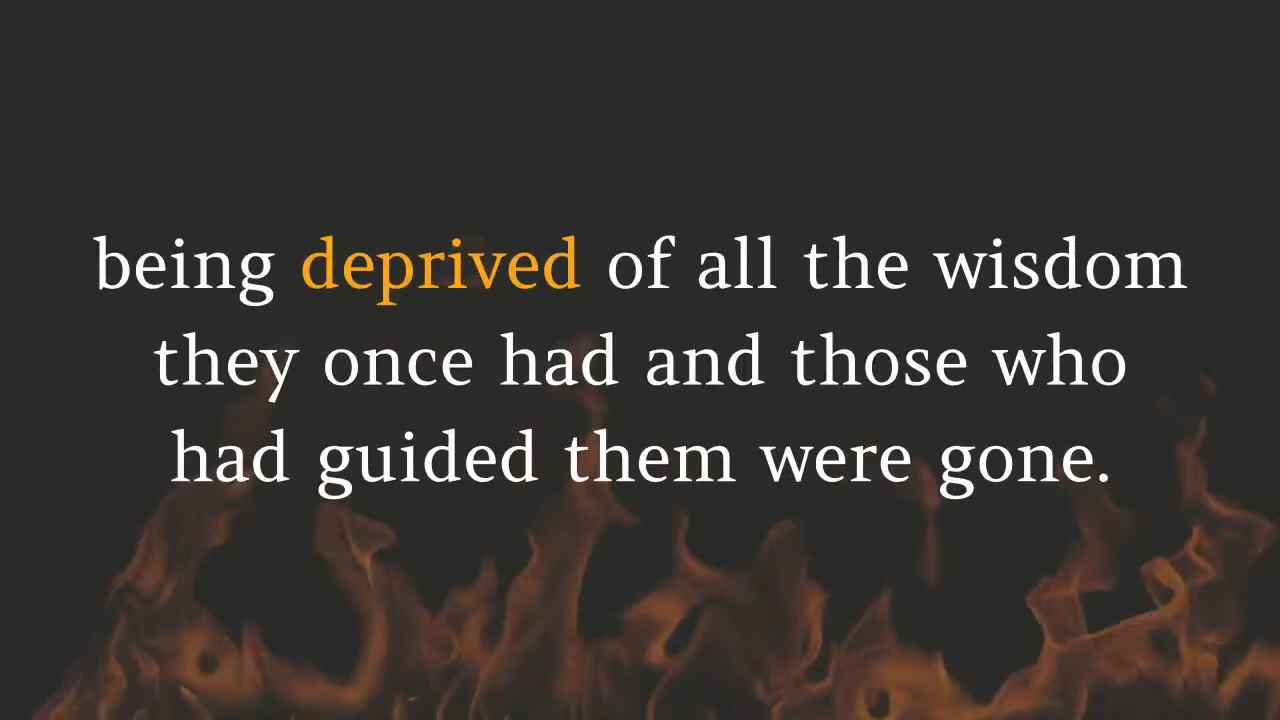 being deprived of all the wisdom
they once had and those who
had guided them were gone.